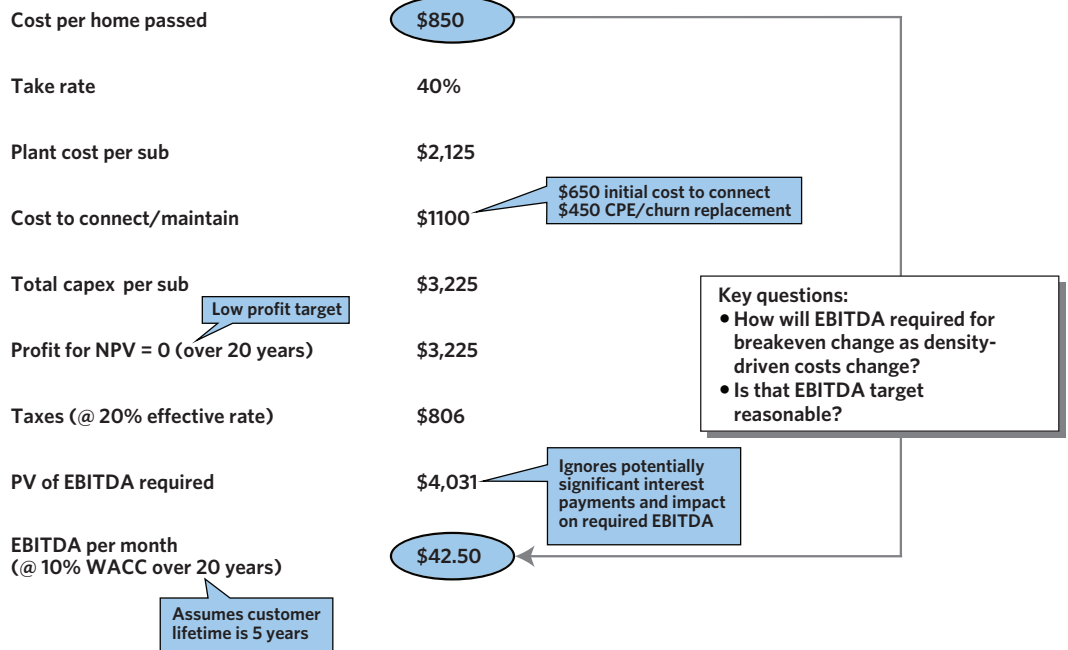 Cost per home passed $850
Take rate 40%
Plant cost per sub $2,125
Cost to connect/maintain $1100
$650 initial cost to connect
$450 CPE/churn replacement
Total capex per sub $3,225
Low profit target
Profit for NPV = 0 (over 20 years) $3,225
Taxes (@ 20% effective rate) $806
PV of EBITDA required $4,031
Ignores potentially
significant interest
payments and impact
on required EBITDA
EBITDA per month
(@ 10% WACC over 20 years) $42.50
Assumes customer
lifetime is 5 years
Key questions:
• How will EBITDA required for
breakeven change as density-
driven costs change?
• Is that EBITDA target
reasonable?